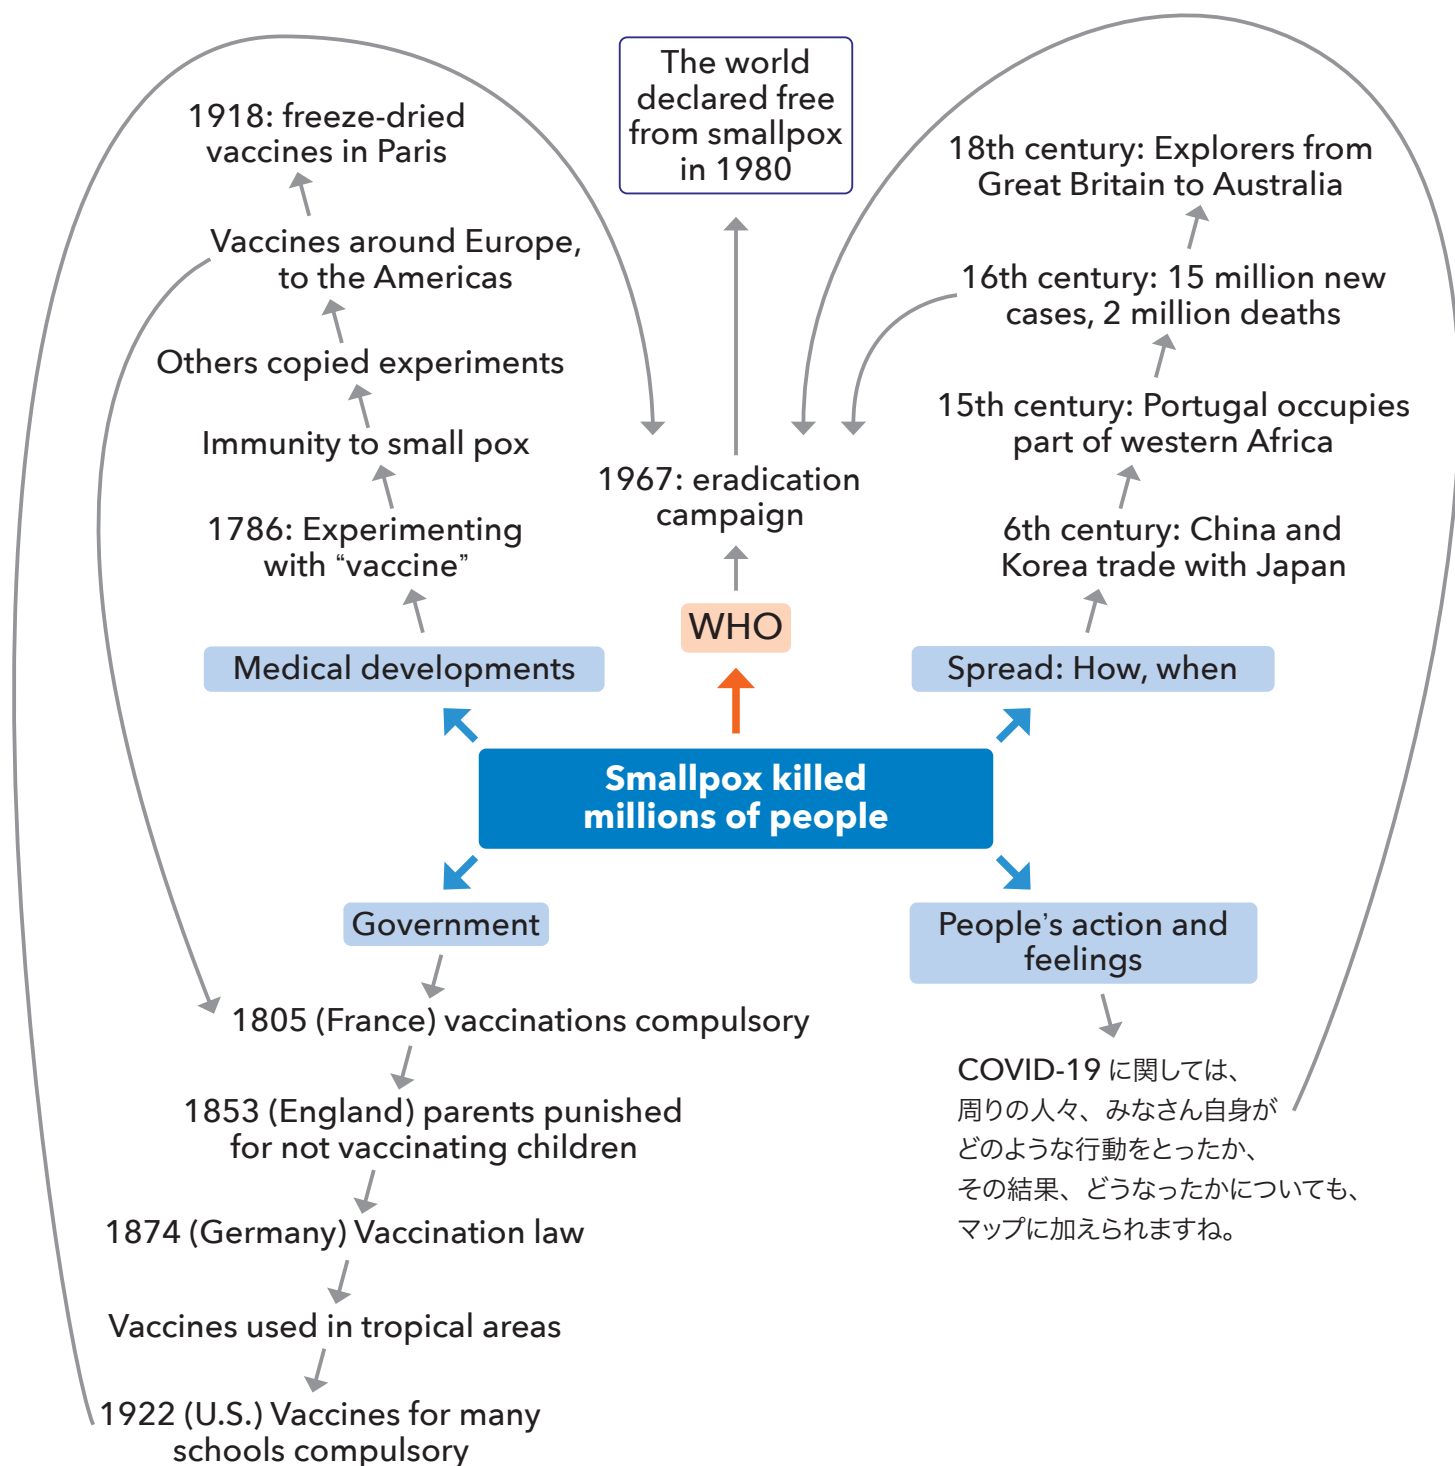 The world
declared free
from smallpox
in 1980
1918: freeze-dried
vaccines in Paris
Vaccines around Europe,
to the Americas
Others copied experiments
Immunity to small pox
1786: Experimenting
with “vaccine”
Medical developments
1967: eradication
campaign
WHO
18th century: Explorers from
Great Britain to Australia
16th century: 15 million new
cases, 2 million deaths
15th century: Portugal occupies
part of western Africa
6th century: China and
Korea trade with Japan
Spread: How, when
Smallpox killed
millions of people
Government
1805 (France) vaccinations compulsory
1853 (England) parents punished
for not vaccinating children
1874 (Germany) Vaccination law
Vaccines used in tropical areas
1922 (U.S.) Vaccines for many
schools compulsory
People’s action and
feelings
COVID-19 に関しては、
周りの人々、みなさん自身が
どのような行動をとったか、
その結果、どうなったかについても、
マップに加えられますね。